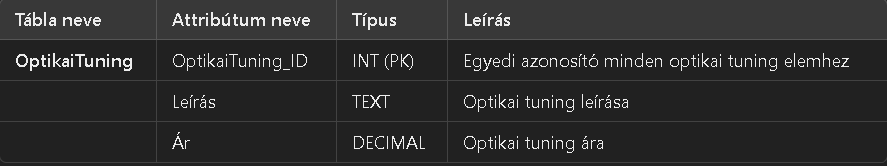 Tábla neve Attribútum neve Típus Leírás
OptikaiTuning OptikaiTuning_ID INT (PK) Egyedi azonosító minden optikai tuning elemhez
Leírás TEXT Optikai tuning leírása
Ár DECIMAL Optikai tuning ára